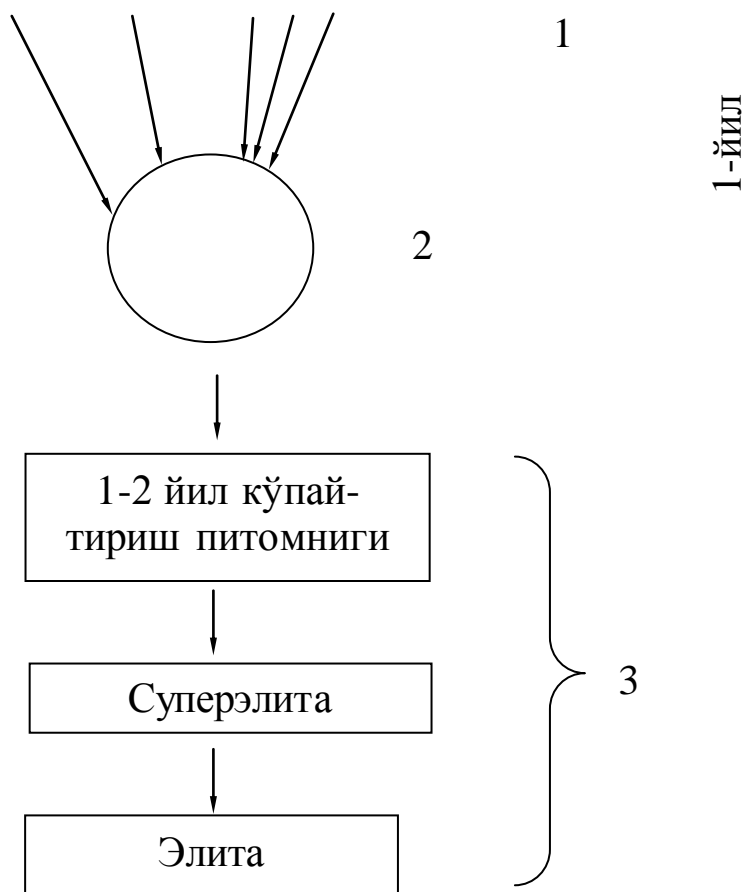 1
1-йил
2
1-2 йил кўпай-
тириш питомниги
Суперэлита
3
Элита